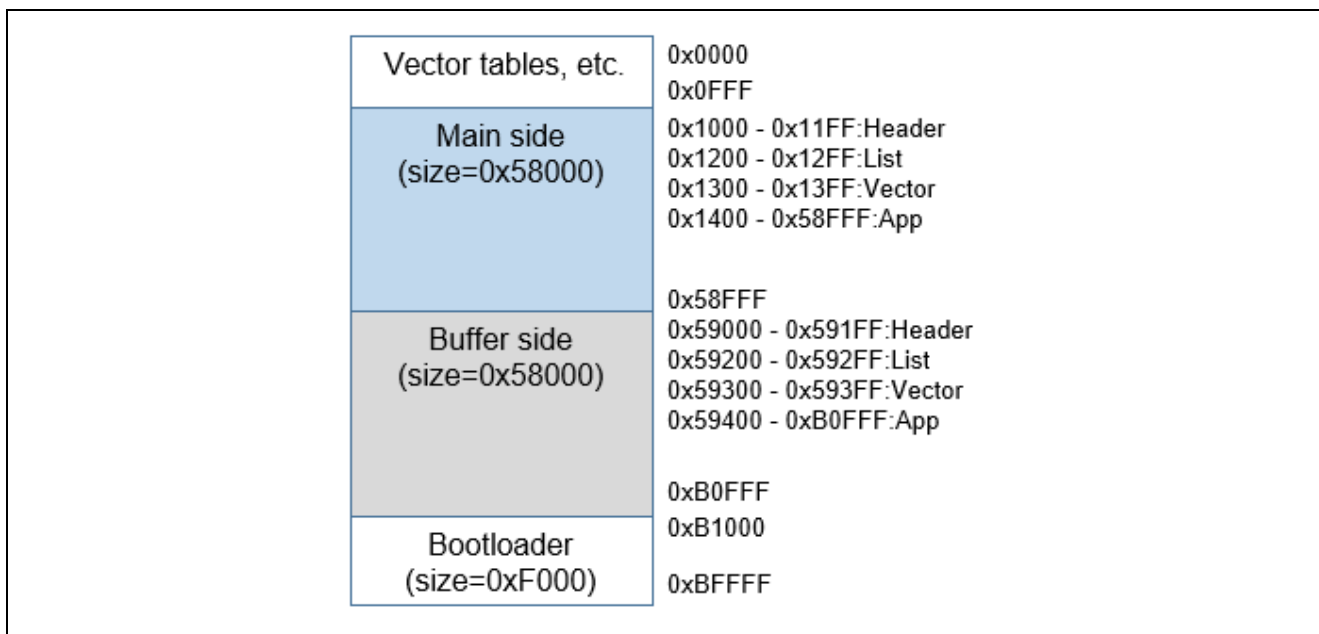 Vector tables, etc.
0x0000
0x0FFF
Main side
(size=0x58000)
0x1000 - 0x11FF:Header
0x1200 - 0x12FF:List
0x1300 - 0x13FF:Vector
0x1400 - 0x58FFF:App
0x58FFF
Buffer side
(size=0x58000)
0x59000 - 0x591FF:Header
0x59200 - 0x592FF:List
0x59300 - 0x593FF:Vector
0x59400 - 0xB0FFF:App
0xB0FFF
Bootloader
(size=0xF000)
0xB1000
0xBFFFF